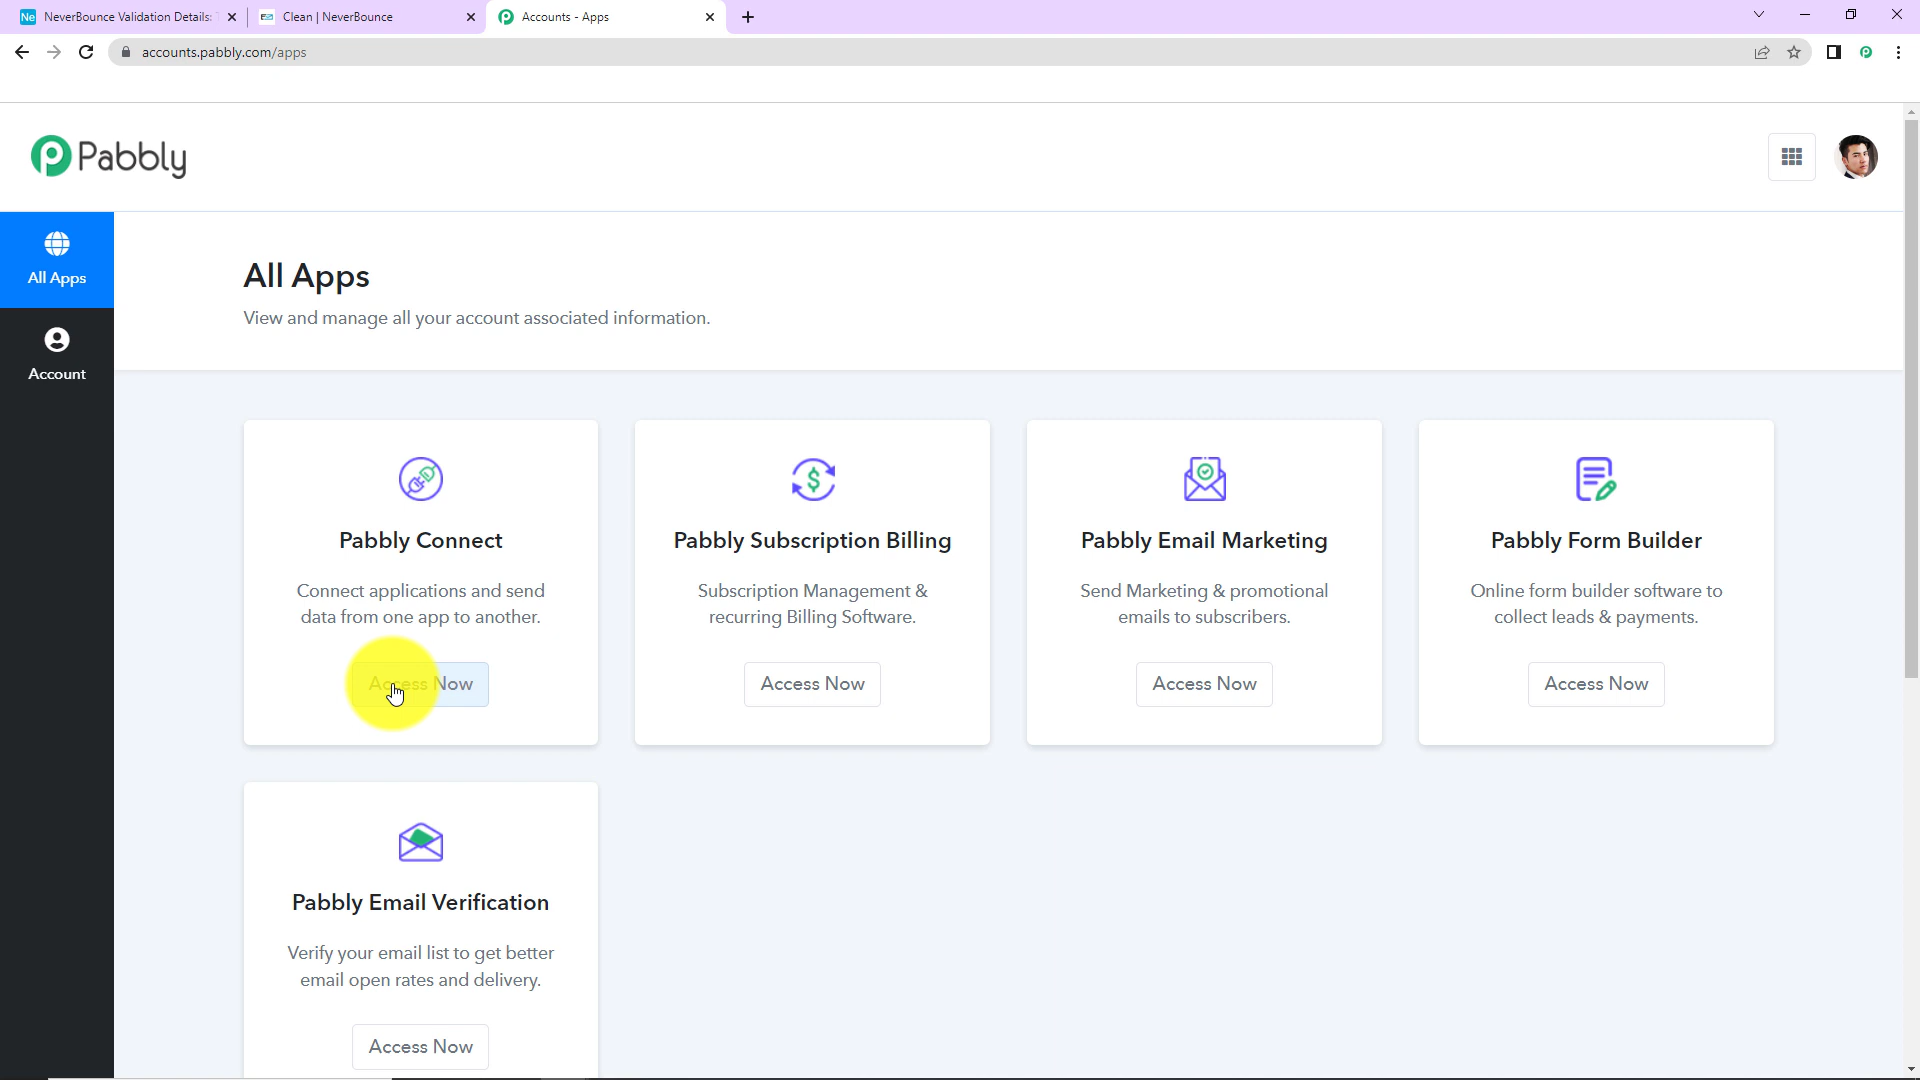 NeverBounce Validation Details:
Clean | NeverBounce
Accounts - Apps
accounts.pabbly.com/apps
Pabbly
All Apps
Account
All Apps
View and manage all your account associated information.
Pabbly Connect
Connect applications and send
data from one app to another.
Access Now
Pabbly Subscription Billing
Subscription Management &
recurring Billing Software.
Access Now
Pabbly Email Marketing
Send Marketing & promotional
emails to subscribers.
Access Now
Pabbly Form Builder
Online form builder software to
collect leads & payments.
Access Now
Pabbly Email Verification
Verify your email list to get better
email open rates and delivery.
Access Now